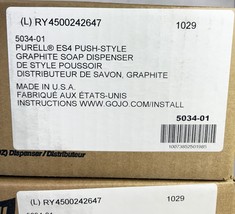 (L) RY4500242647 1029
5034-01
PURELL® ES4 PUSH-STYLE
GRAPHITE SOAP DISPENSER
DE STYLE POUSSOIR
DISTRIBUTEUR DE SAVON, GRAPHITE
MADE IN U.S.A.
FABRIQUÉ AUX ÉTATS-UNIS
INSTRUCTIONS WWW.GOJO.COM/INSTALL
5034-01
Dispenser / Distributeur
(L) RY4500242647 1029